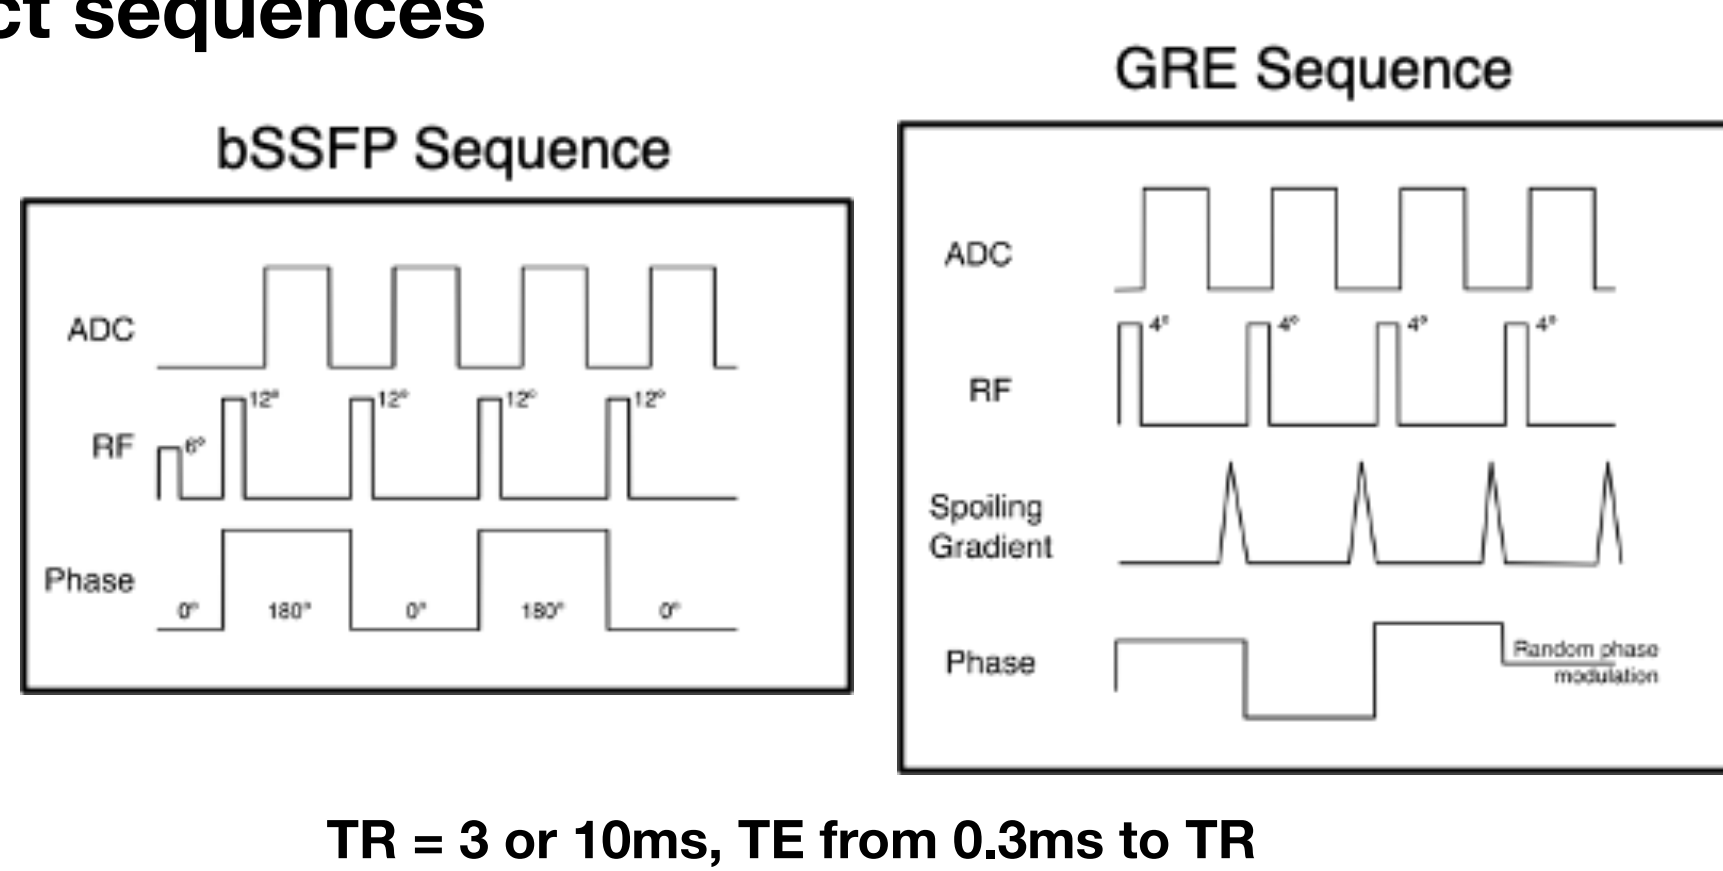 ct sequences
bSSFP Sequence
ADC
12° 12° 12° 12°
RF 6°
Phase
0° 180° 0° 180° 0°
GRE Sequence
ADC
4° 4° 4° 4°
RF
Spoiling
Gradient
Phase
Random phase
modulation
TR = 3 or 10ms, TE from 0.3ms to TR